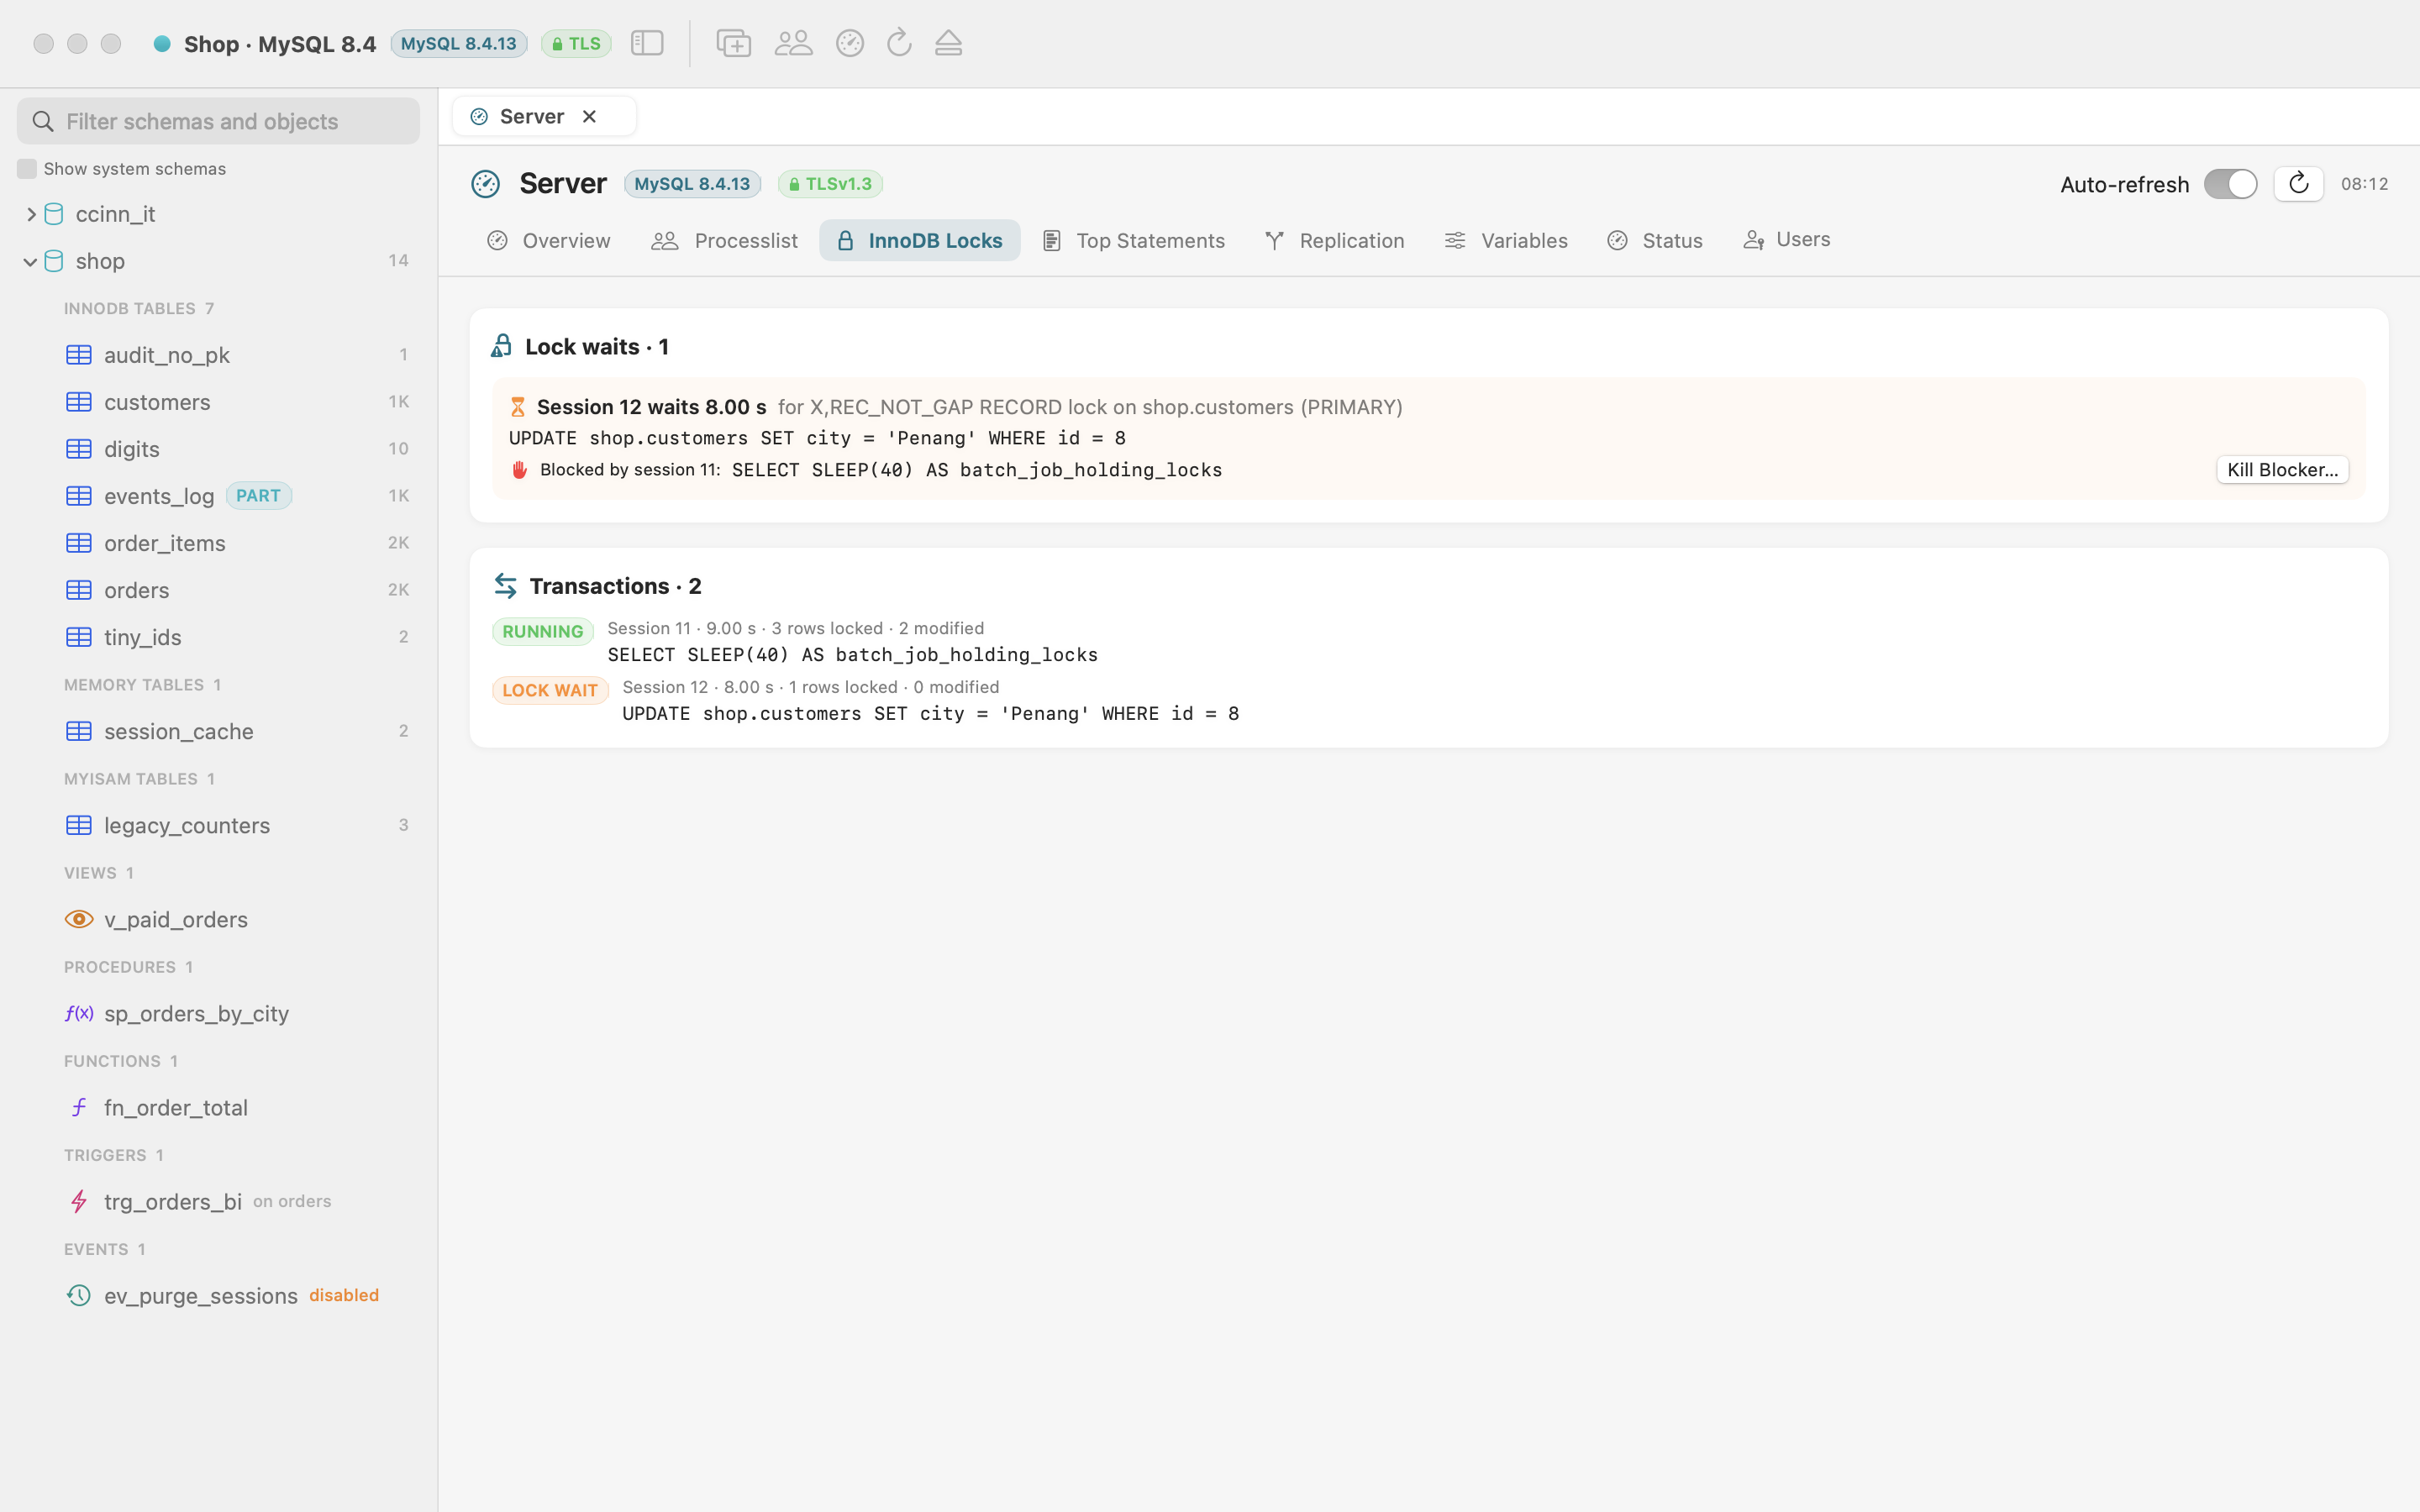 Shop · MySQL 8.4 MySQL 8.4.13 TLS
Filter schemas and objects
Show system schemas
ccinn_it
shop 14
INNODB TABLES 7
audit_no_pk 1
customers 1K
digits 10
events_log PART 1K
order_items 2K
orders 2K
tiny_ids 2
MEMORY TABLES 1
session_cache 2
MYISAM TABLES 1
legacy_counters 3
VIEWS 1
v_paid_orders
PROCEDURES 1
f(x) sp_orders_by_city
FUNCTIONS 1
f fn_order_total
TRIGGERS 1
trg_orders_bi on orders
EVENTS 1
ev_purge_sessions disabled
Server
Server MySQL 8.4.13 TLSv1.3 Auto-refresh 08:12
Overview Processlist InnoDB Locks Top Statements Replication Variables Status Users
Lock waits · 1
Session 12 waits 8.00 s for X,REC_NOT_GAP RECORD lock on shop.customers (PRIMARY)
UPDATE shop.customers SET city = 'Penang' WHERE id = 8
Blocked by session 11: SELECT SLEEP(40) AS batch_job_holding_locks Kill Blocker...
Transactions · 2
RUNNING Session 11 · 9.00 s · 3 rows locked · 2 modified
SELECT SLEEP(40) AS batch_job_holding_locks
LOCK WAIT Session 12 · 8.00 s · 1 rows locked · 0 modified
UPDATE shop.customers SET city = 'Penang' WHERE id = 8